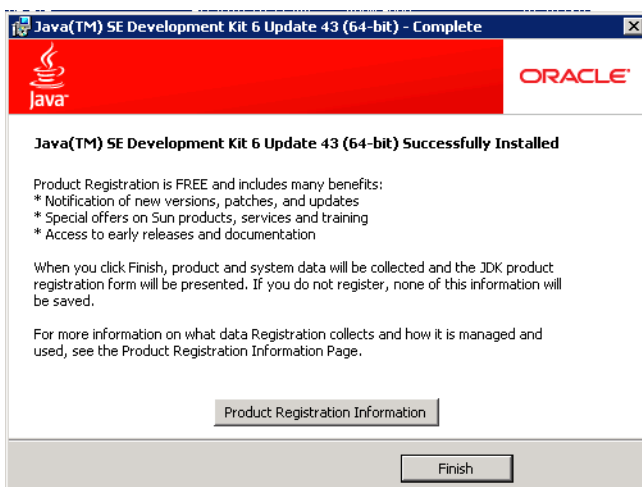 Java(TM) SE Development Kit 6 Update 43 (64-bit) - Complete
Java™
ORACLE®
Java(TM) SE Development Kit 6 Update 43 (64-bit) Successfully Installed
Product Registration is FREE and includes many benefits:
* Notification of new versions, patches, and updates
* Special offers on Sun products, services and training
* Access to early releases and documentation
When you click Finish, product and system data will be collected and the JDK product
registration form will be presented. If you do not register, none of this information will
be saved.
For more information on what data Registration collects and how it is managed and
used, see the Product Registration Information Page.
Product Registration Information
Finish